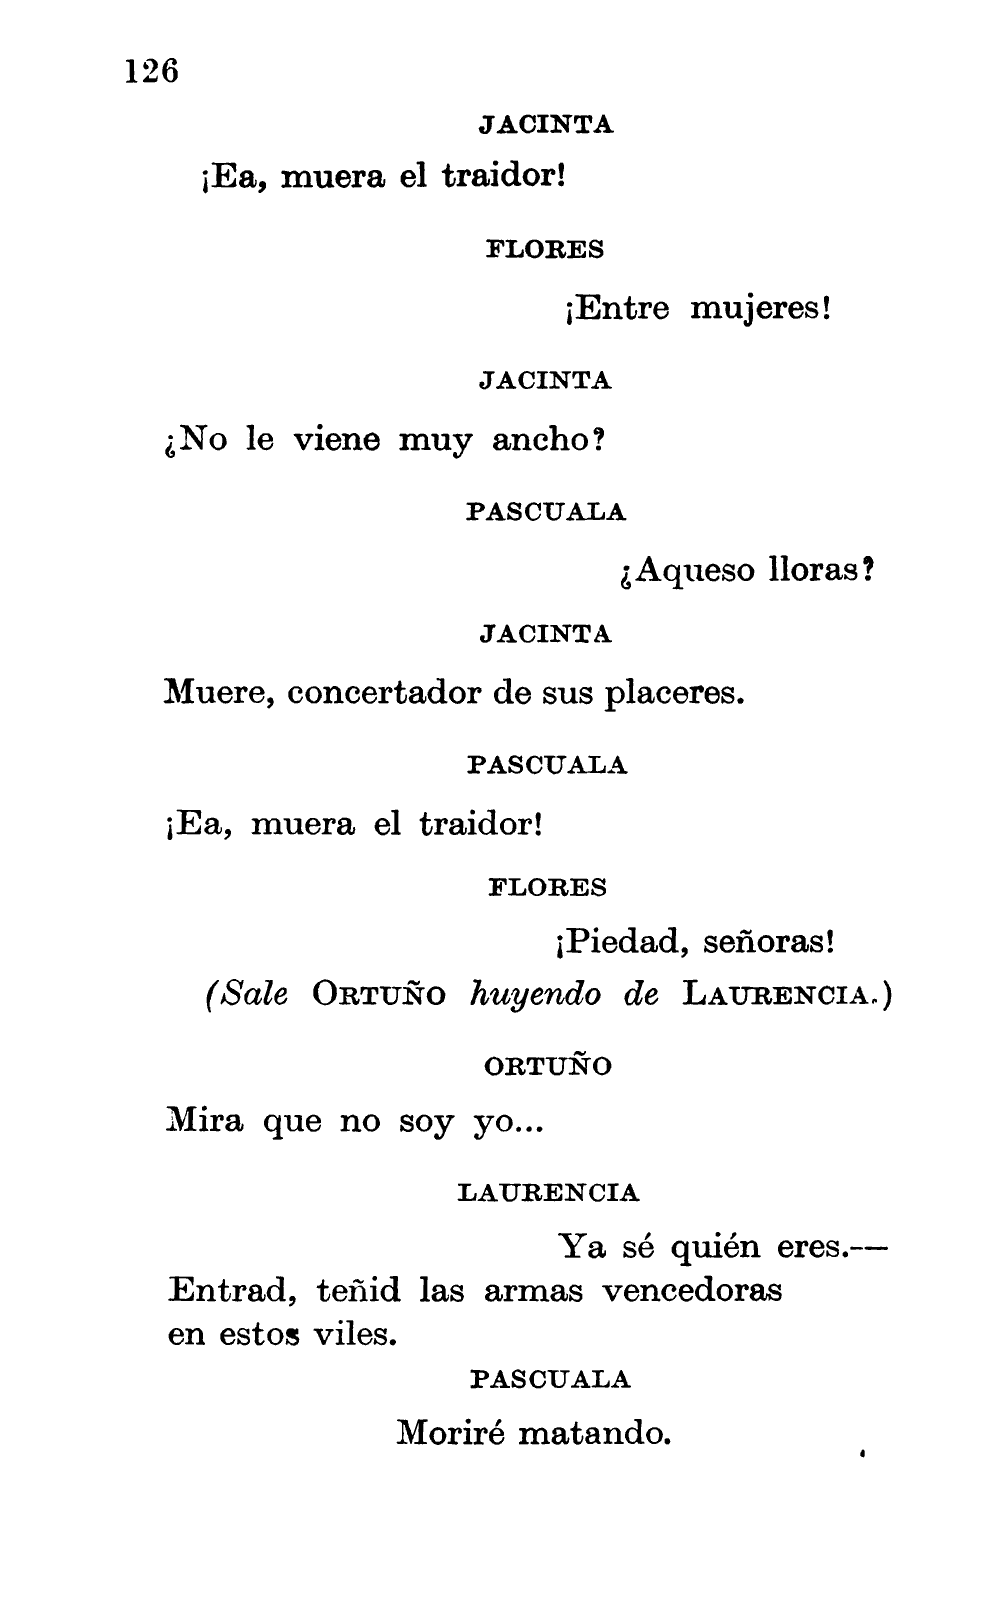 126
JACINTA
¡Ea, muera el traidor!
FLORES
¡Entre mujeres!
JACINTA
¿No le viene muy ancho?
PASCUALA
¿Aqueso lloras?
JACINTA
Muere, concertador de sus placeres.
PASCUALA
¡Ea, muera el traidor!
FLORES
¡Piedad, señoras!
(Sale ORTUÑO huyendo de LAURENCIA.)
ORTUÑO
Mira que no soy yo...
LAURENCIA
Ya sé quién eres.—
Entrad, teñid las armas vencedoras
en estos viles.
PASCUALA
Moriré matando.